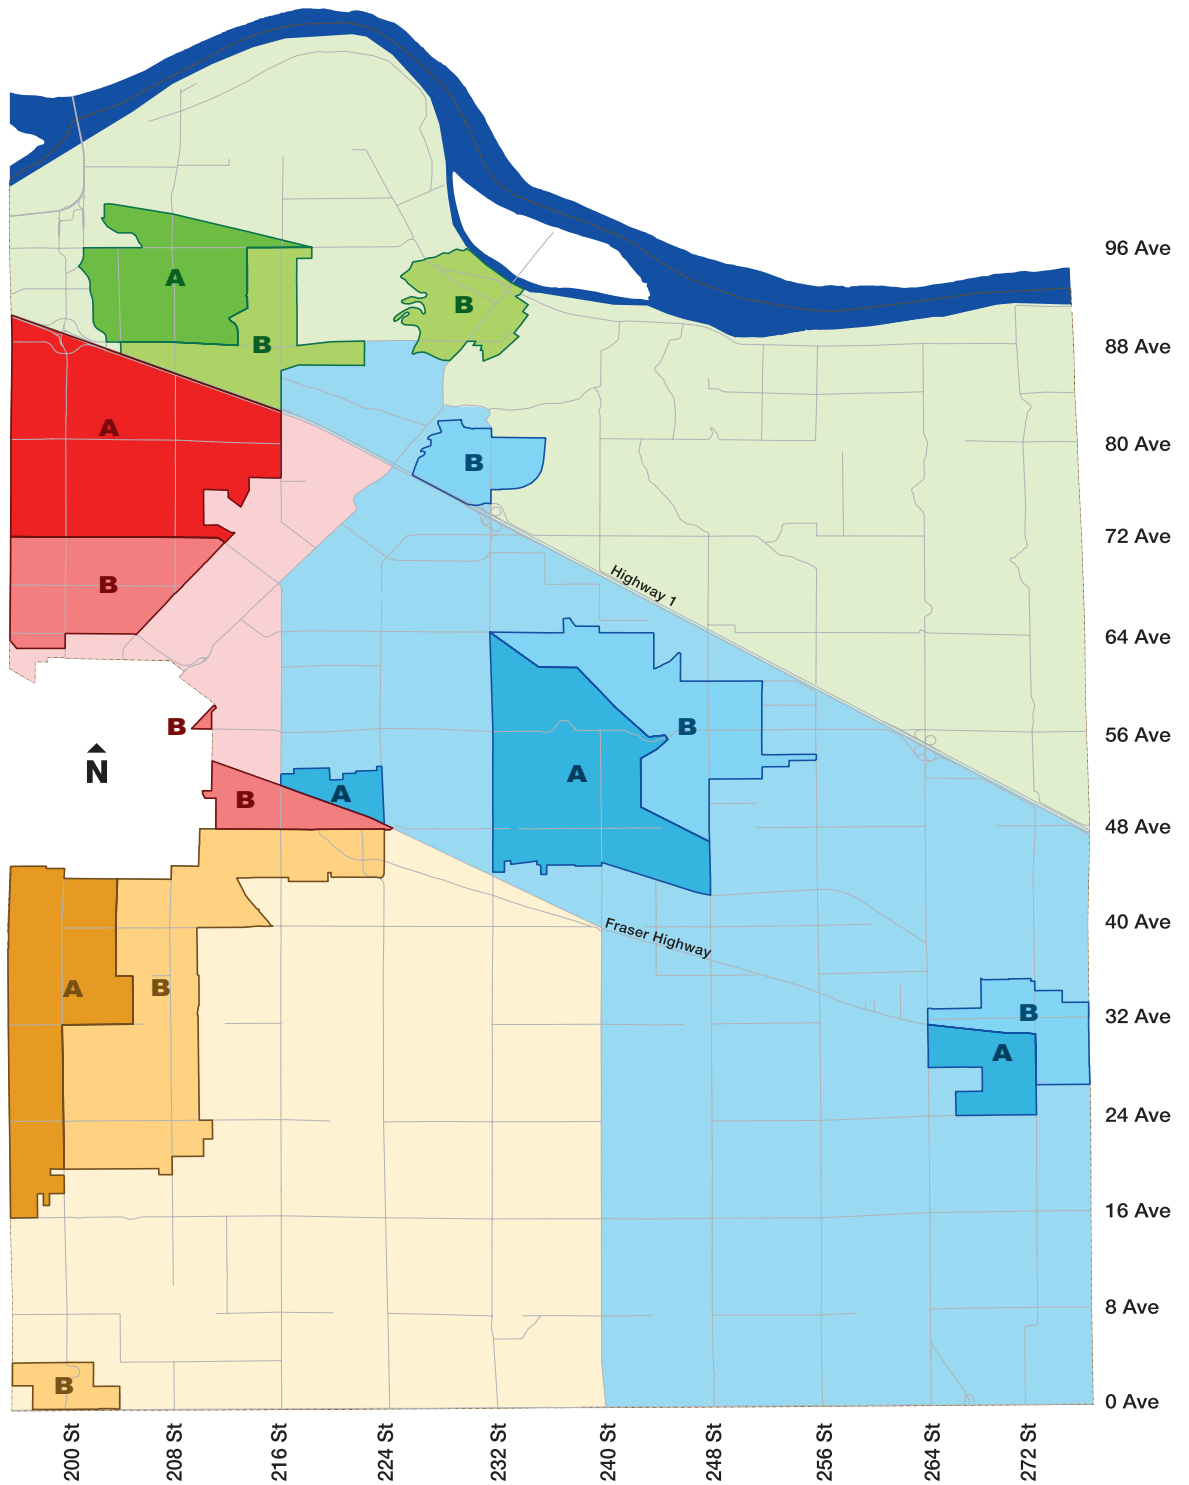 96 Ave
A
B
B
88 Ave
B
A
80 Ave
B
72 Ave
Highway 1
B
64 Ave
B
B
56 Ave
N
A
A
B
48 Ave
Fraser Highway
40 Ave
A
B
B
32 Ave
A
24 Ave
16 Ave
8 Ave
B
0 Ave
200 St
208 St
216 St
224 St
232 St
240 St
248 St
256 St
264 St
272 St